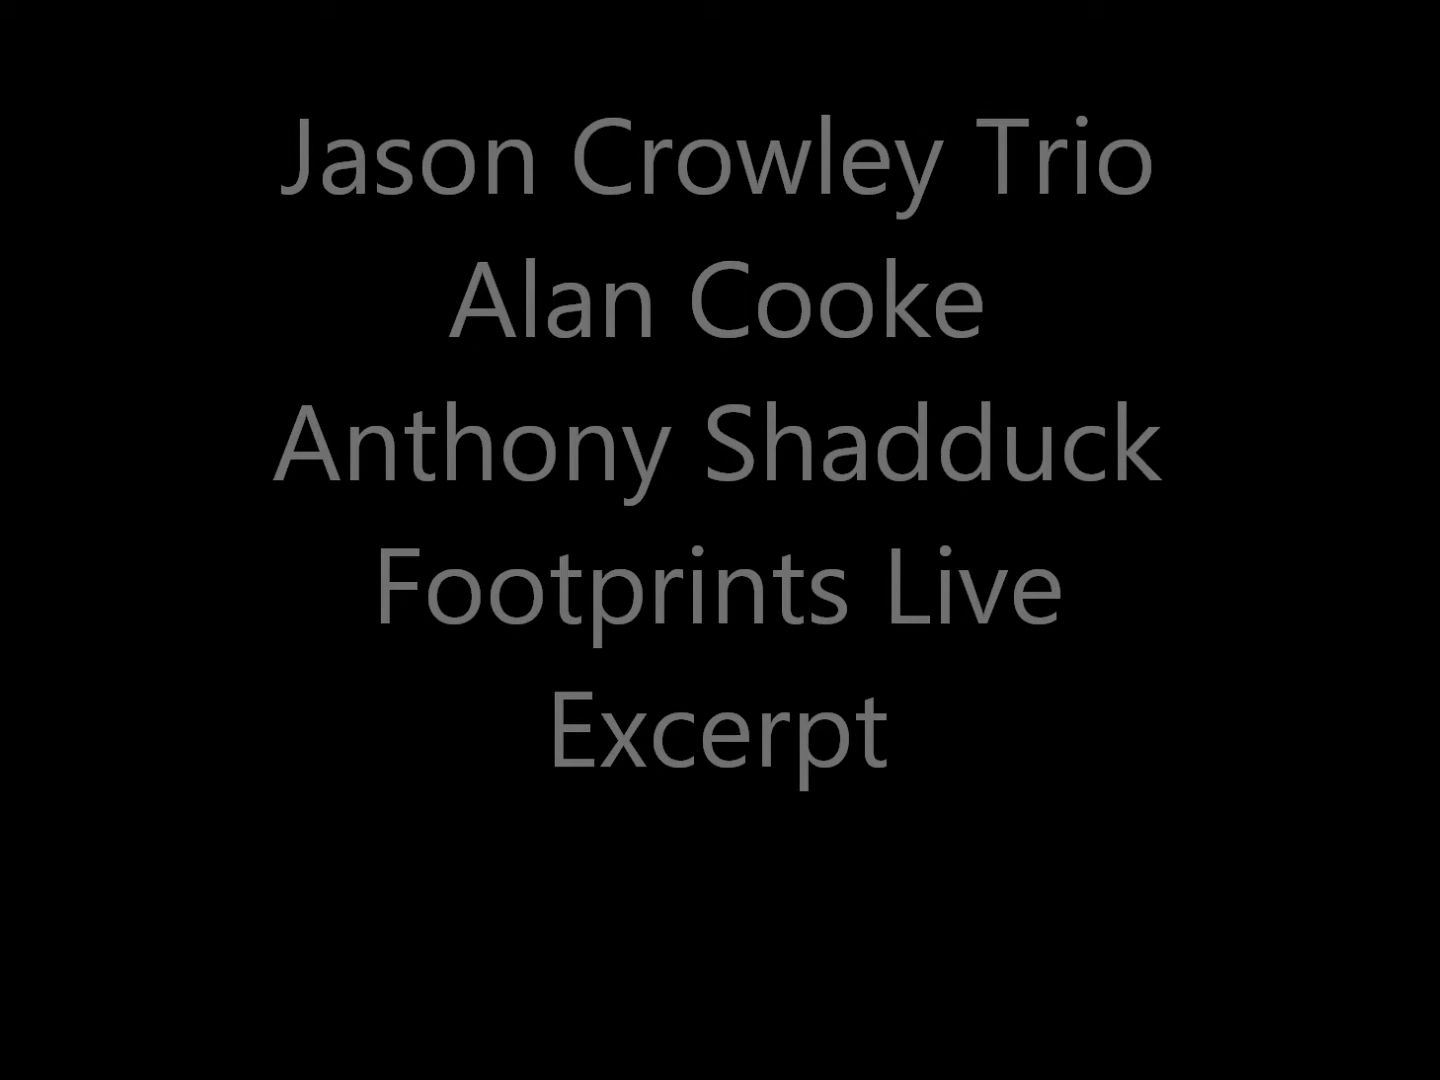 Jason Crowley Trio
Alan Cooke
Anthony Shadduck
Footprints Live
Excerpt